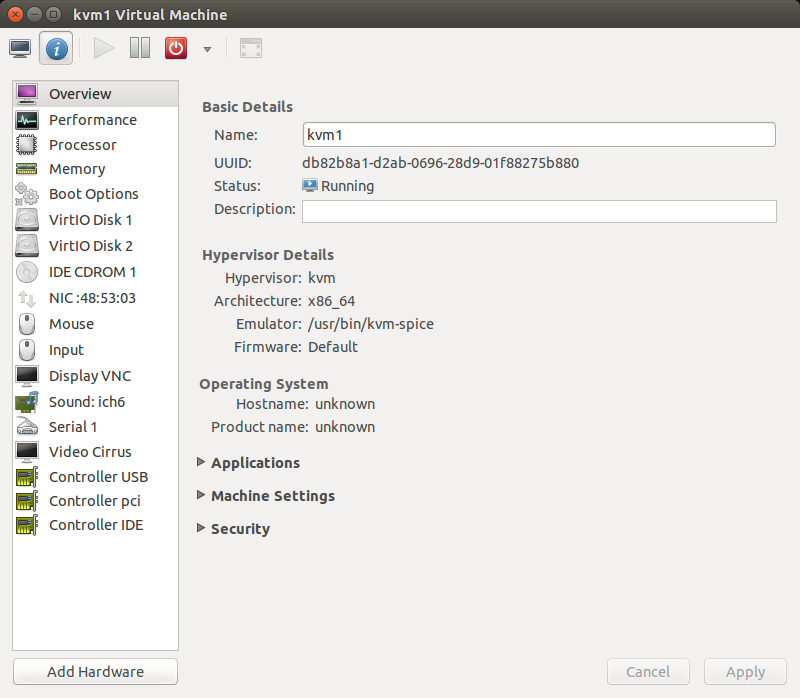 kvm1 Virtual Machine
Overview
Performance
Processor
Memory
Boot Options
VirtIO Disk 1
VirtIO Disk 2
IDE CDROM 1
NIC :48:53:03
Mouse
Input
Display VNC
Sound: ich6
Serial 1
Video Cirrus
Controller USB
Controller pci
Controller IDE
Add Hardware
Basic Details
Name: kvm1
UUID: db82b8a1-d2ab-0696-28d9-01f88275b880
Status: Running
Description:
Hypervisor Details
Hypervisor: kvm
Architecture: x86_64
Emulator: /usr/bin/kvm-spice
Firmware: Default
Operating System
Hostname: unknown
Product name: unknown
Applications
Machine Settings
Security
Cancel Apply